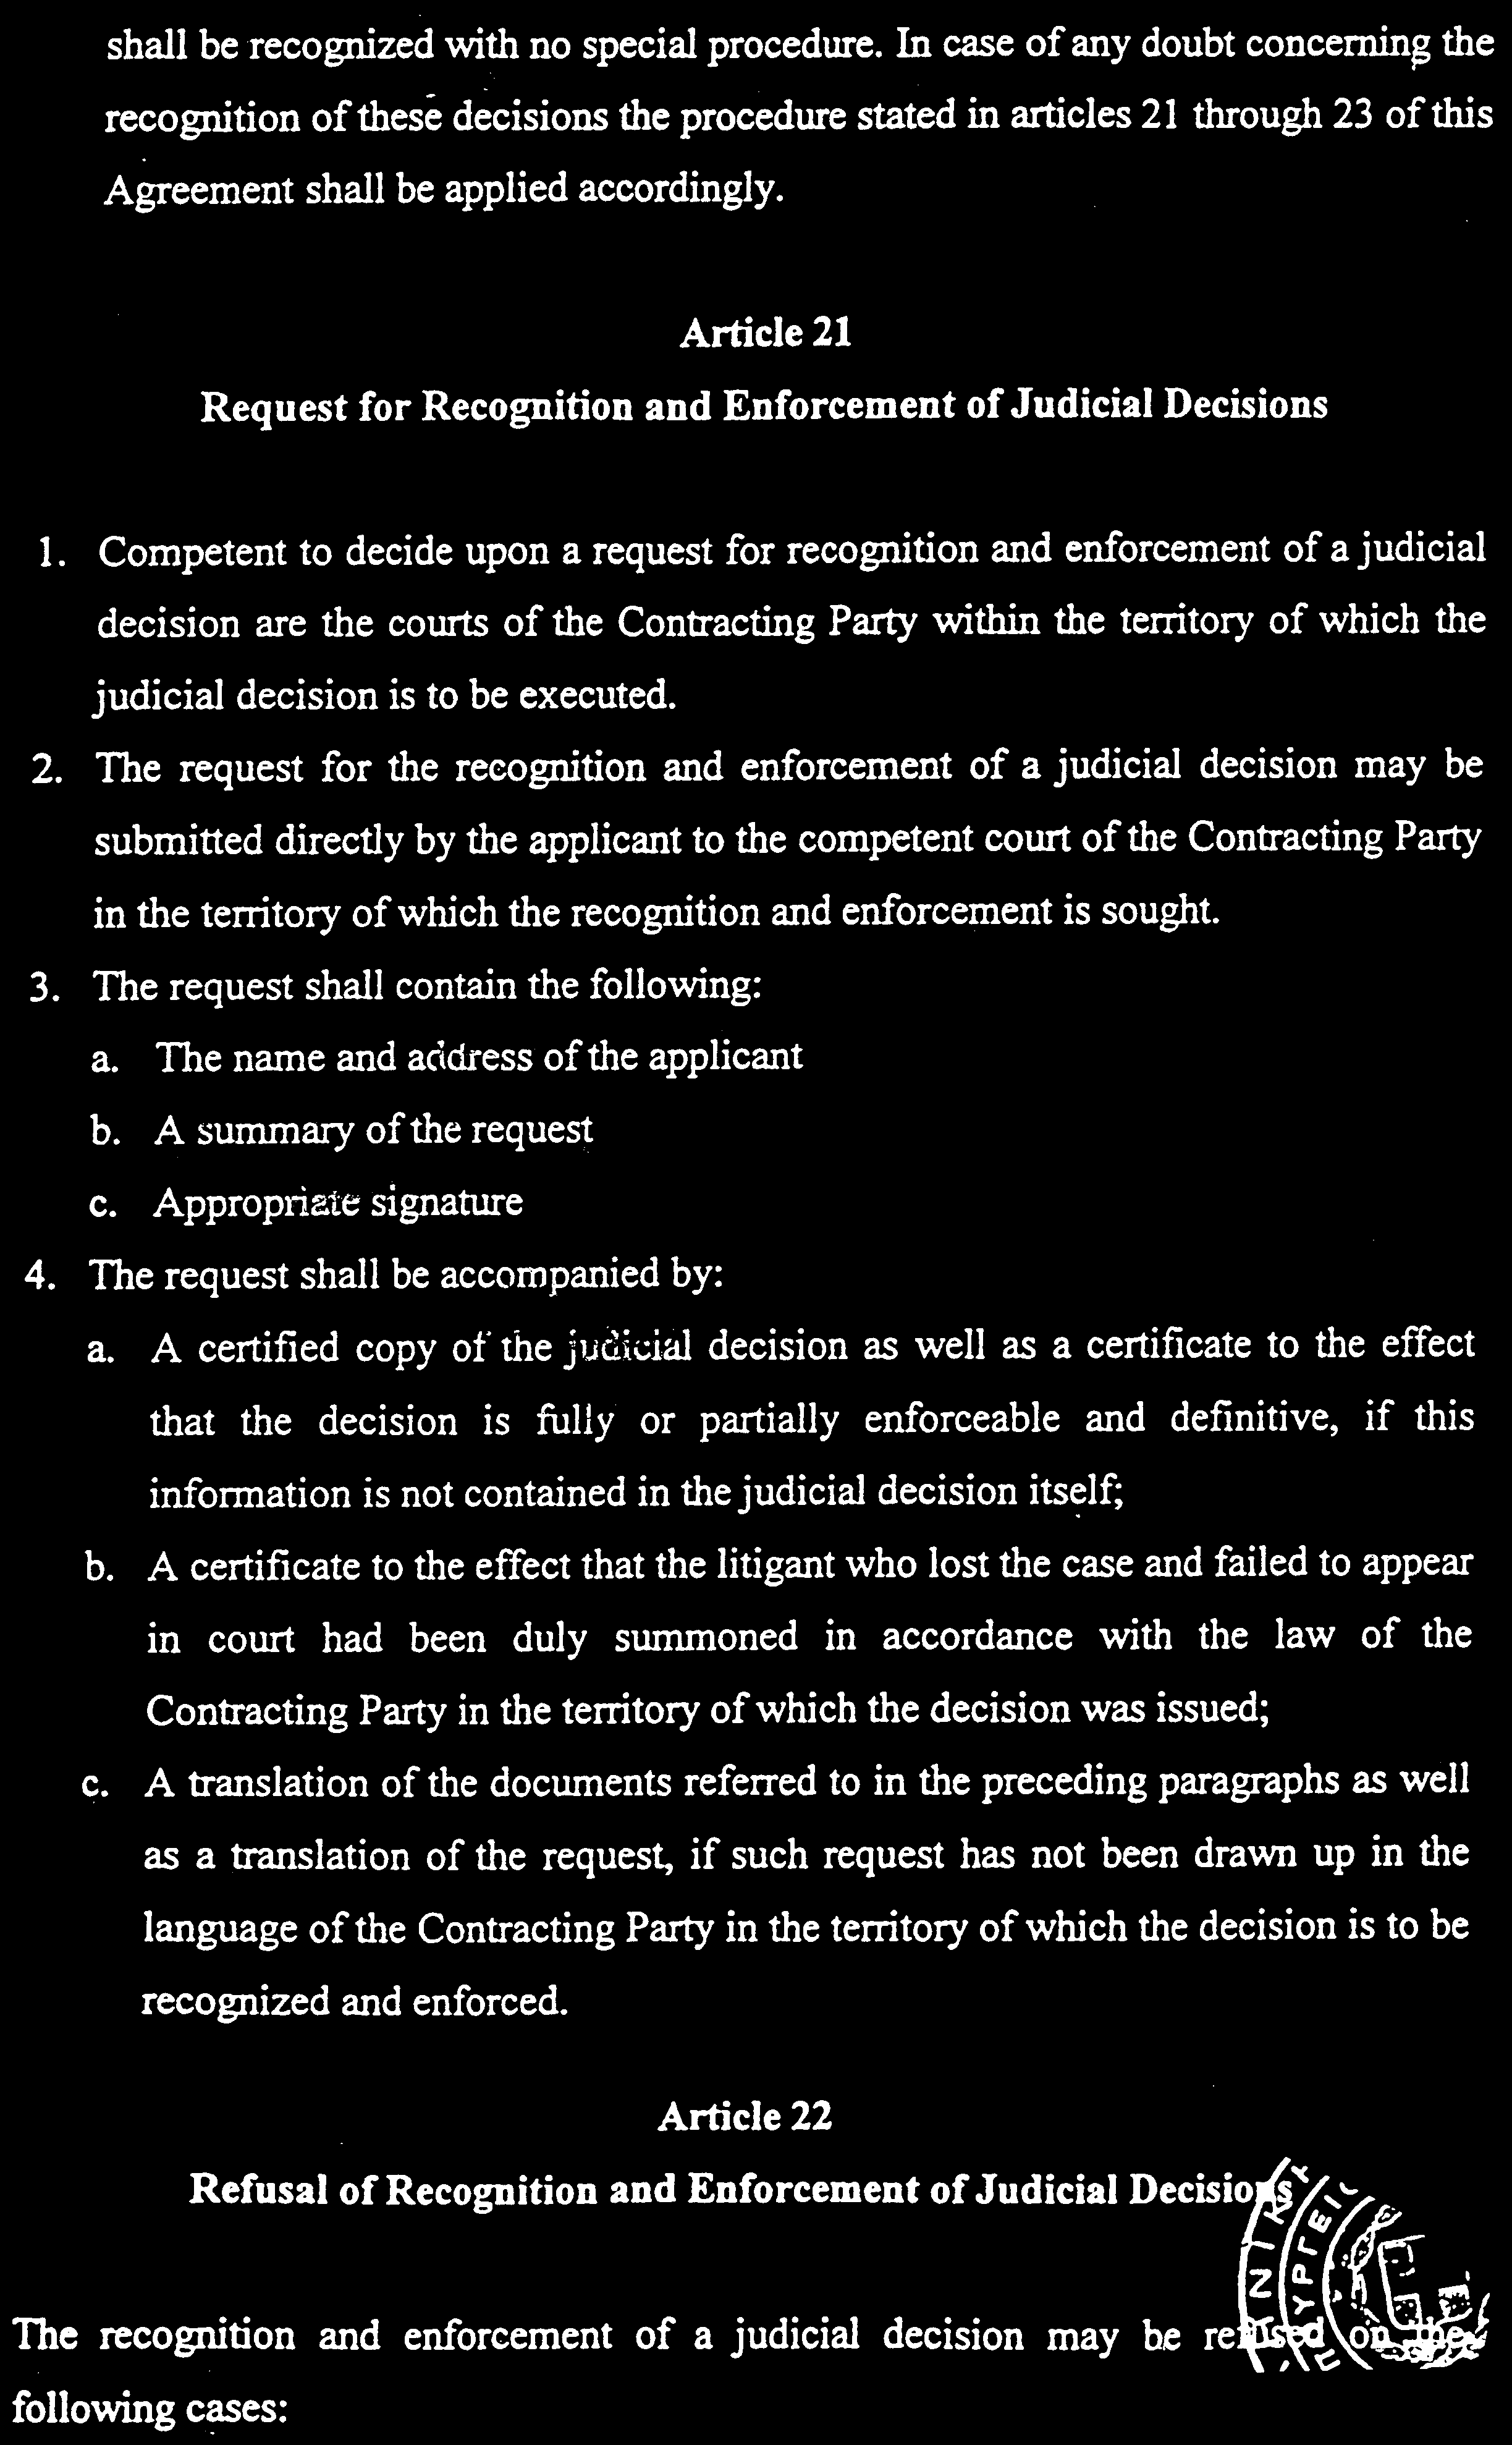 shall be recognized with no special procedure. In case of any doubt concerning the
recognition of these decisions the procedure stated in articles 21 through 23 of this
Agreement shall be applied accordingly.
Article 21
Request for Recognition and Enforcement of Judicial Decisions
1. Competent to decide upon a request for recognition and enforcement of a judicial
decision are the courts of the Contracting Party within the territory of which the
judicial decision is to be executed.
2. The request for the recognition and enforcement of a judicial decision may be
submitted directly by the applicant to the competent court of the Contracting Party
in the territory of which the recognition and enforcement is sought.
3. The request shall contain the following:
a. The name and address of the applicant
b. A summary of the request
c. Appropriate signature
4. The request shall be accompanied by:
a. A certified copy of the judicial decision as well as a certificate to the effect
that the decision is fully or partially enforceable and definitive, if this
information is not contained in the judicial decision itself;
b. A certificate to the effect that the litigant who lost the case and failed to appear
in court had been duly summoned in accordance with the law of the
Contracting Party in the territory of which the decision was issued;
c. A translation of the documents referred to in the preceding paragraphs as well
as a translation of the request, if such request has not been drawn up in the
language of the Contracting Party in the territory of which the decision is to be
recognized and enforced.
Article 22
Refusal of Recognition and Enforcement of Judicial Decisions
The recognition and enforcement of a judicial decision may be refused on the
following cases: